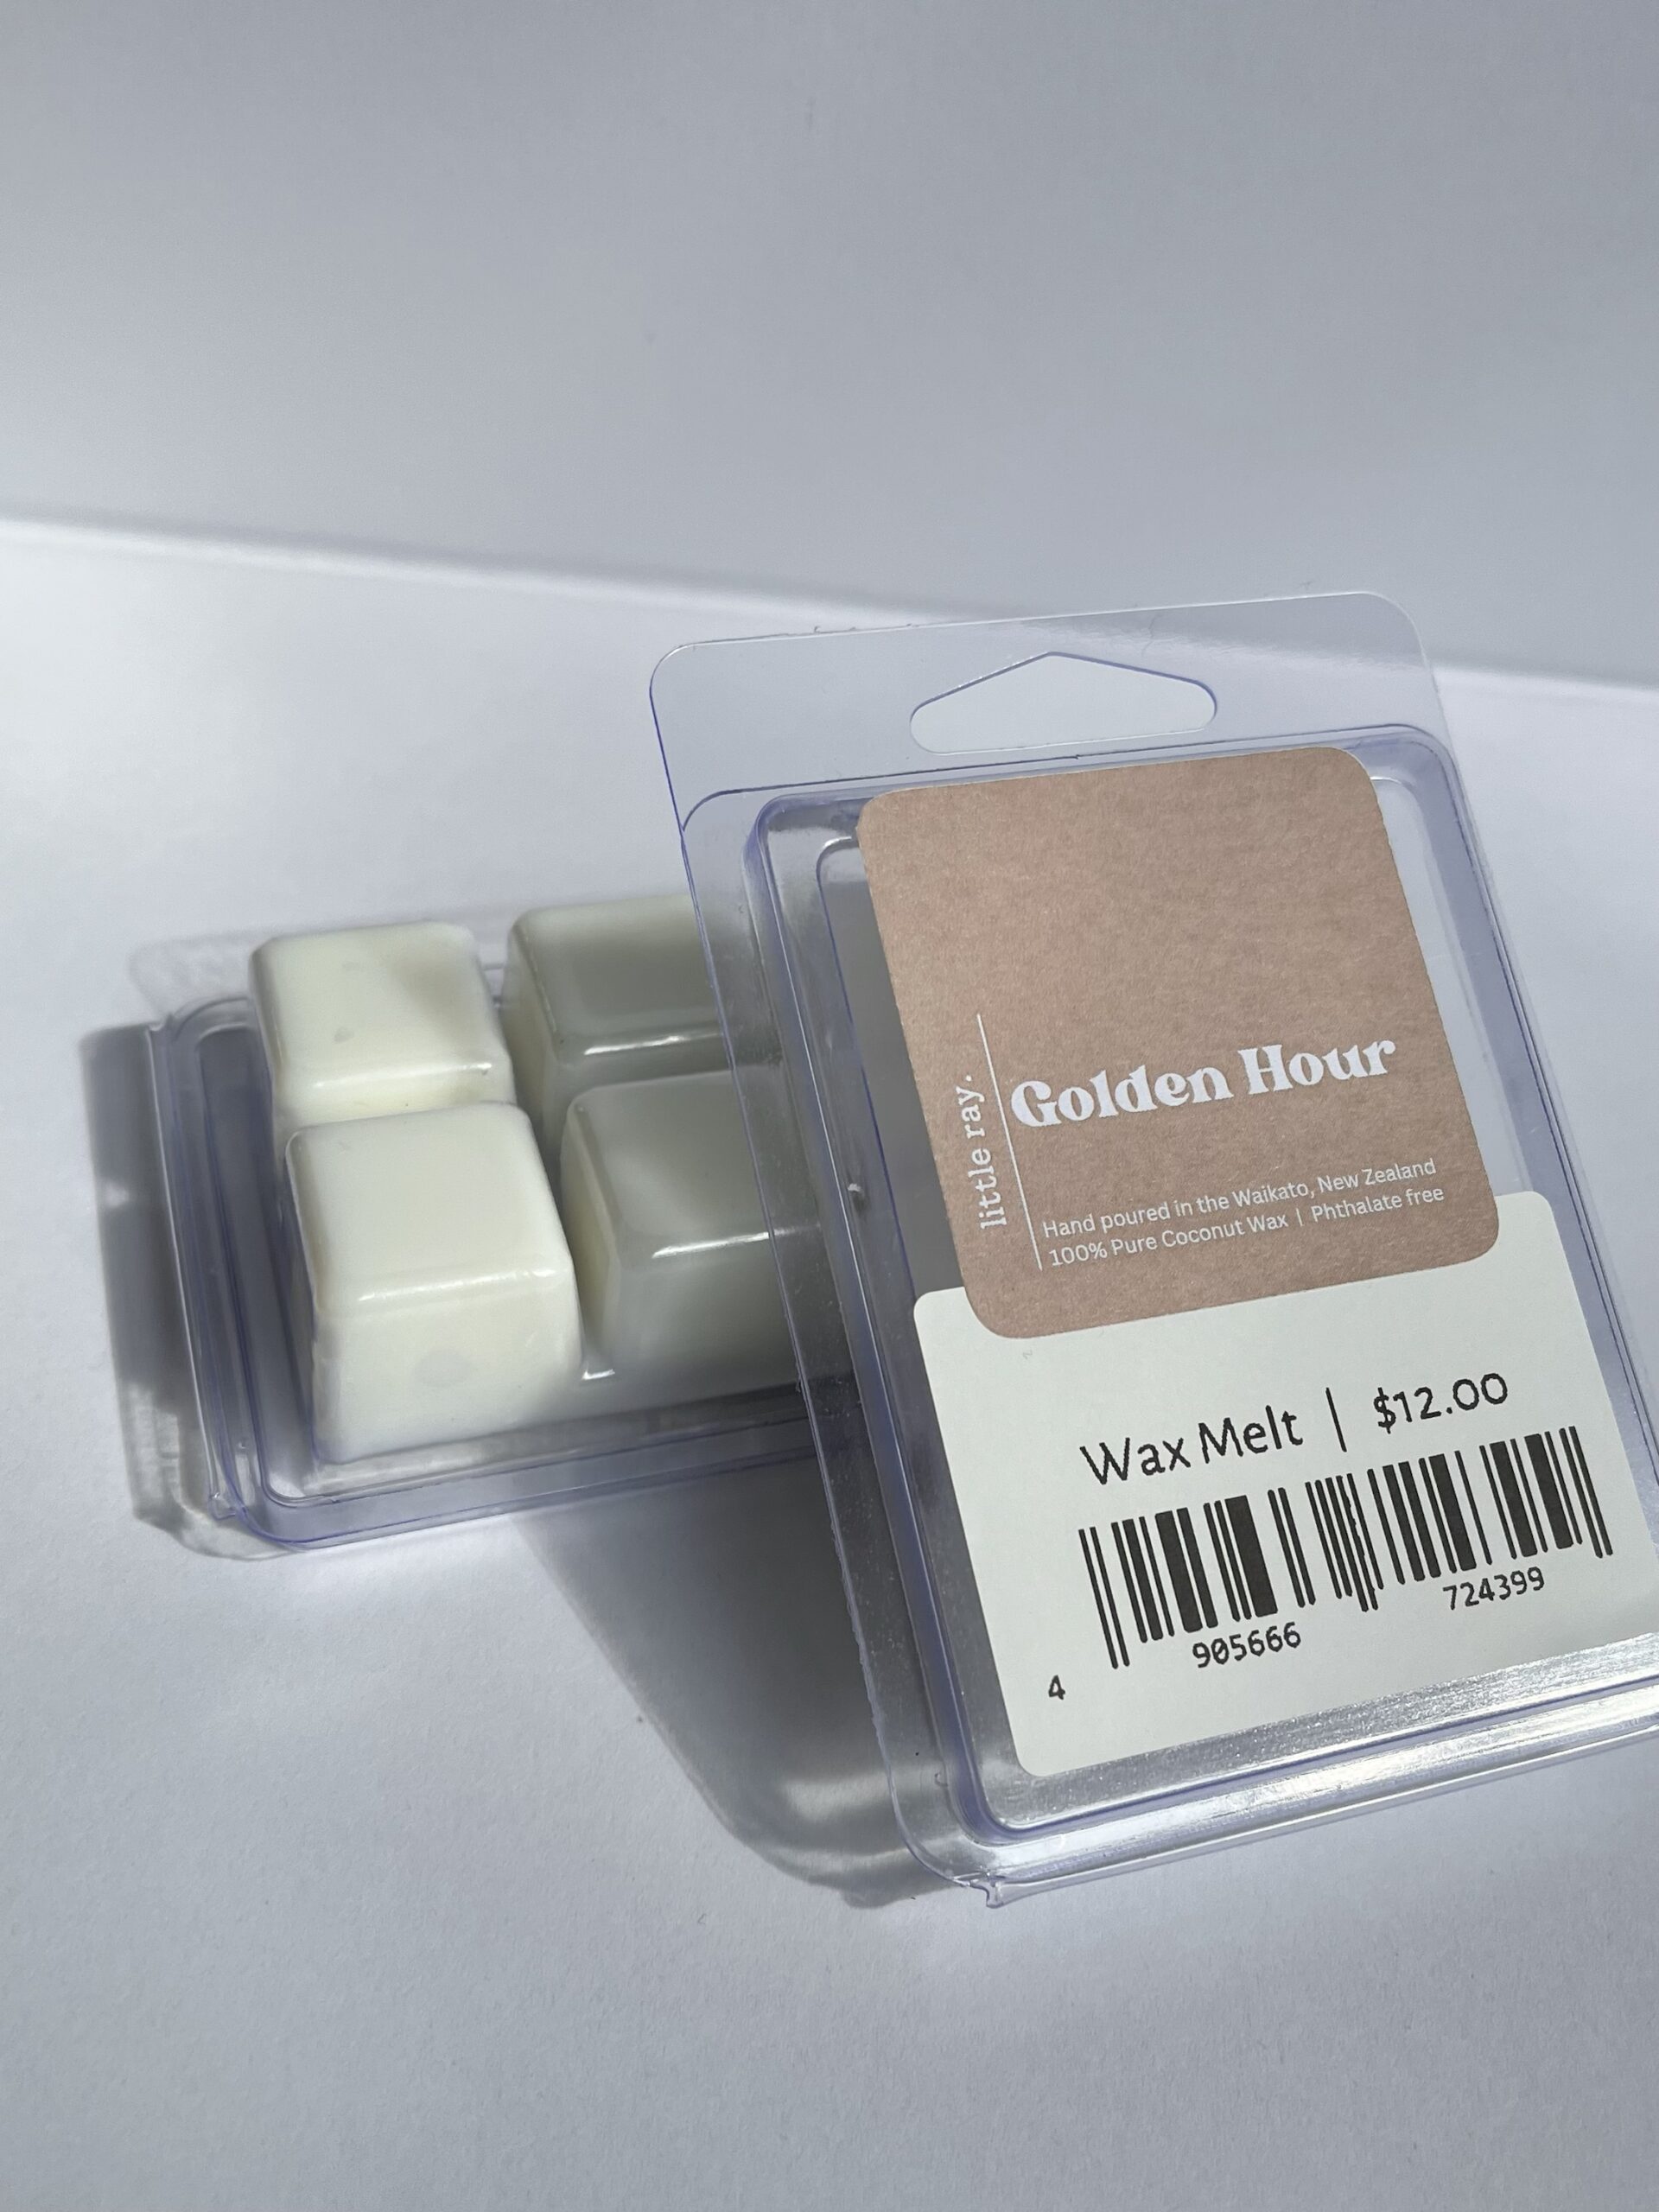 little ray.
Golden Hour
Hand poured in the Waikato, New Zealand
100% Pure Coconut Wax | Phthalate free
Wax Melt | $12.00
4 905666 724399